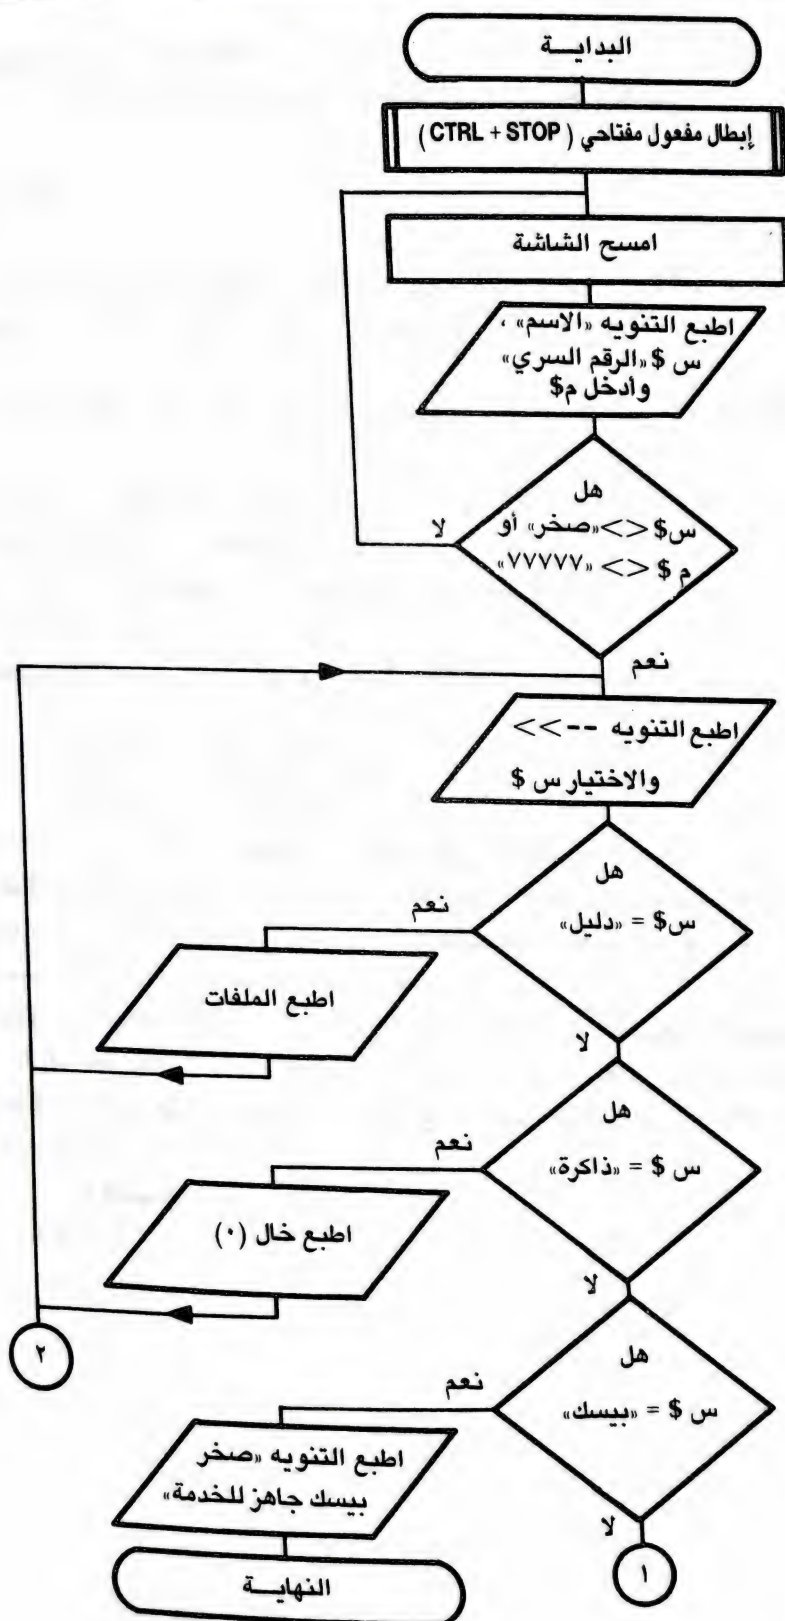 البدايـــة
إبطال مفعول مفتاحي ( CTRL + STOP )
امسح الشاشة
اطبع التنويه «الاسم» ،
س $ «الرقم السري»
وأدخل م$
هل
س$ <> «صخر» أو
م $ <> «٧٧٧٧٧»
لا
نعم
اطبع التنويه -->>
والاختيار س $
هل
س$ = «دليل»
نعم
اطبع الملفات
لا
هل
س $ = «ذاكرة»
نعم
اطبع خال (٠)
لا
٢
هل
س $ = «بيسك»
نعم
اطبع التنويه «صخر
بيسك جاهز للخدمة»
لا
١
النهايـــة